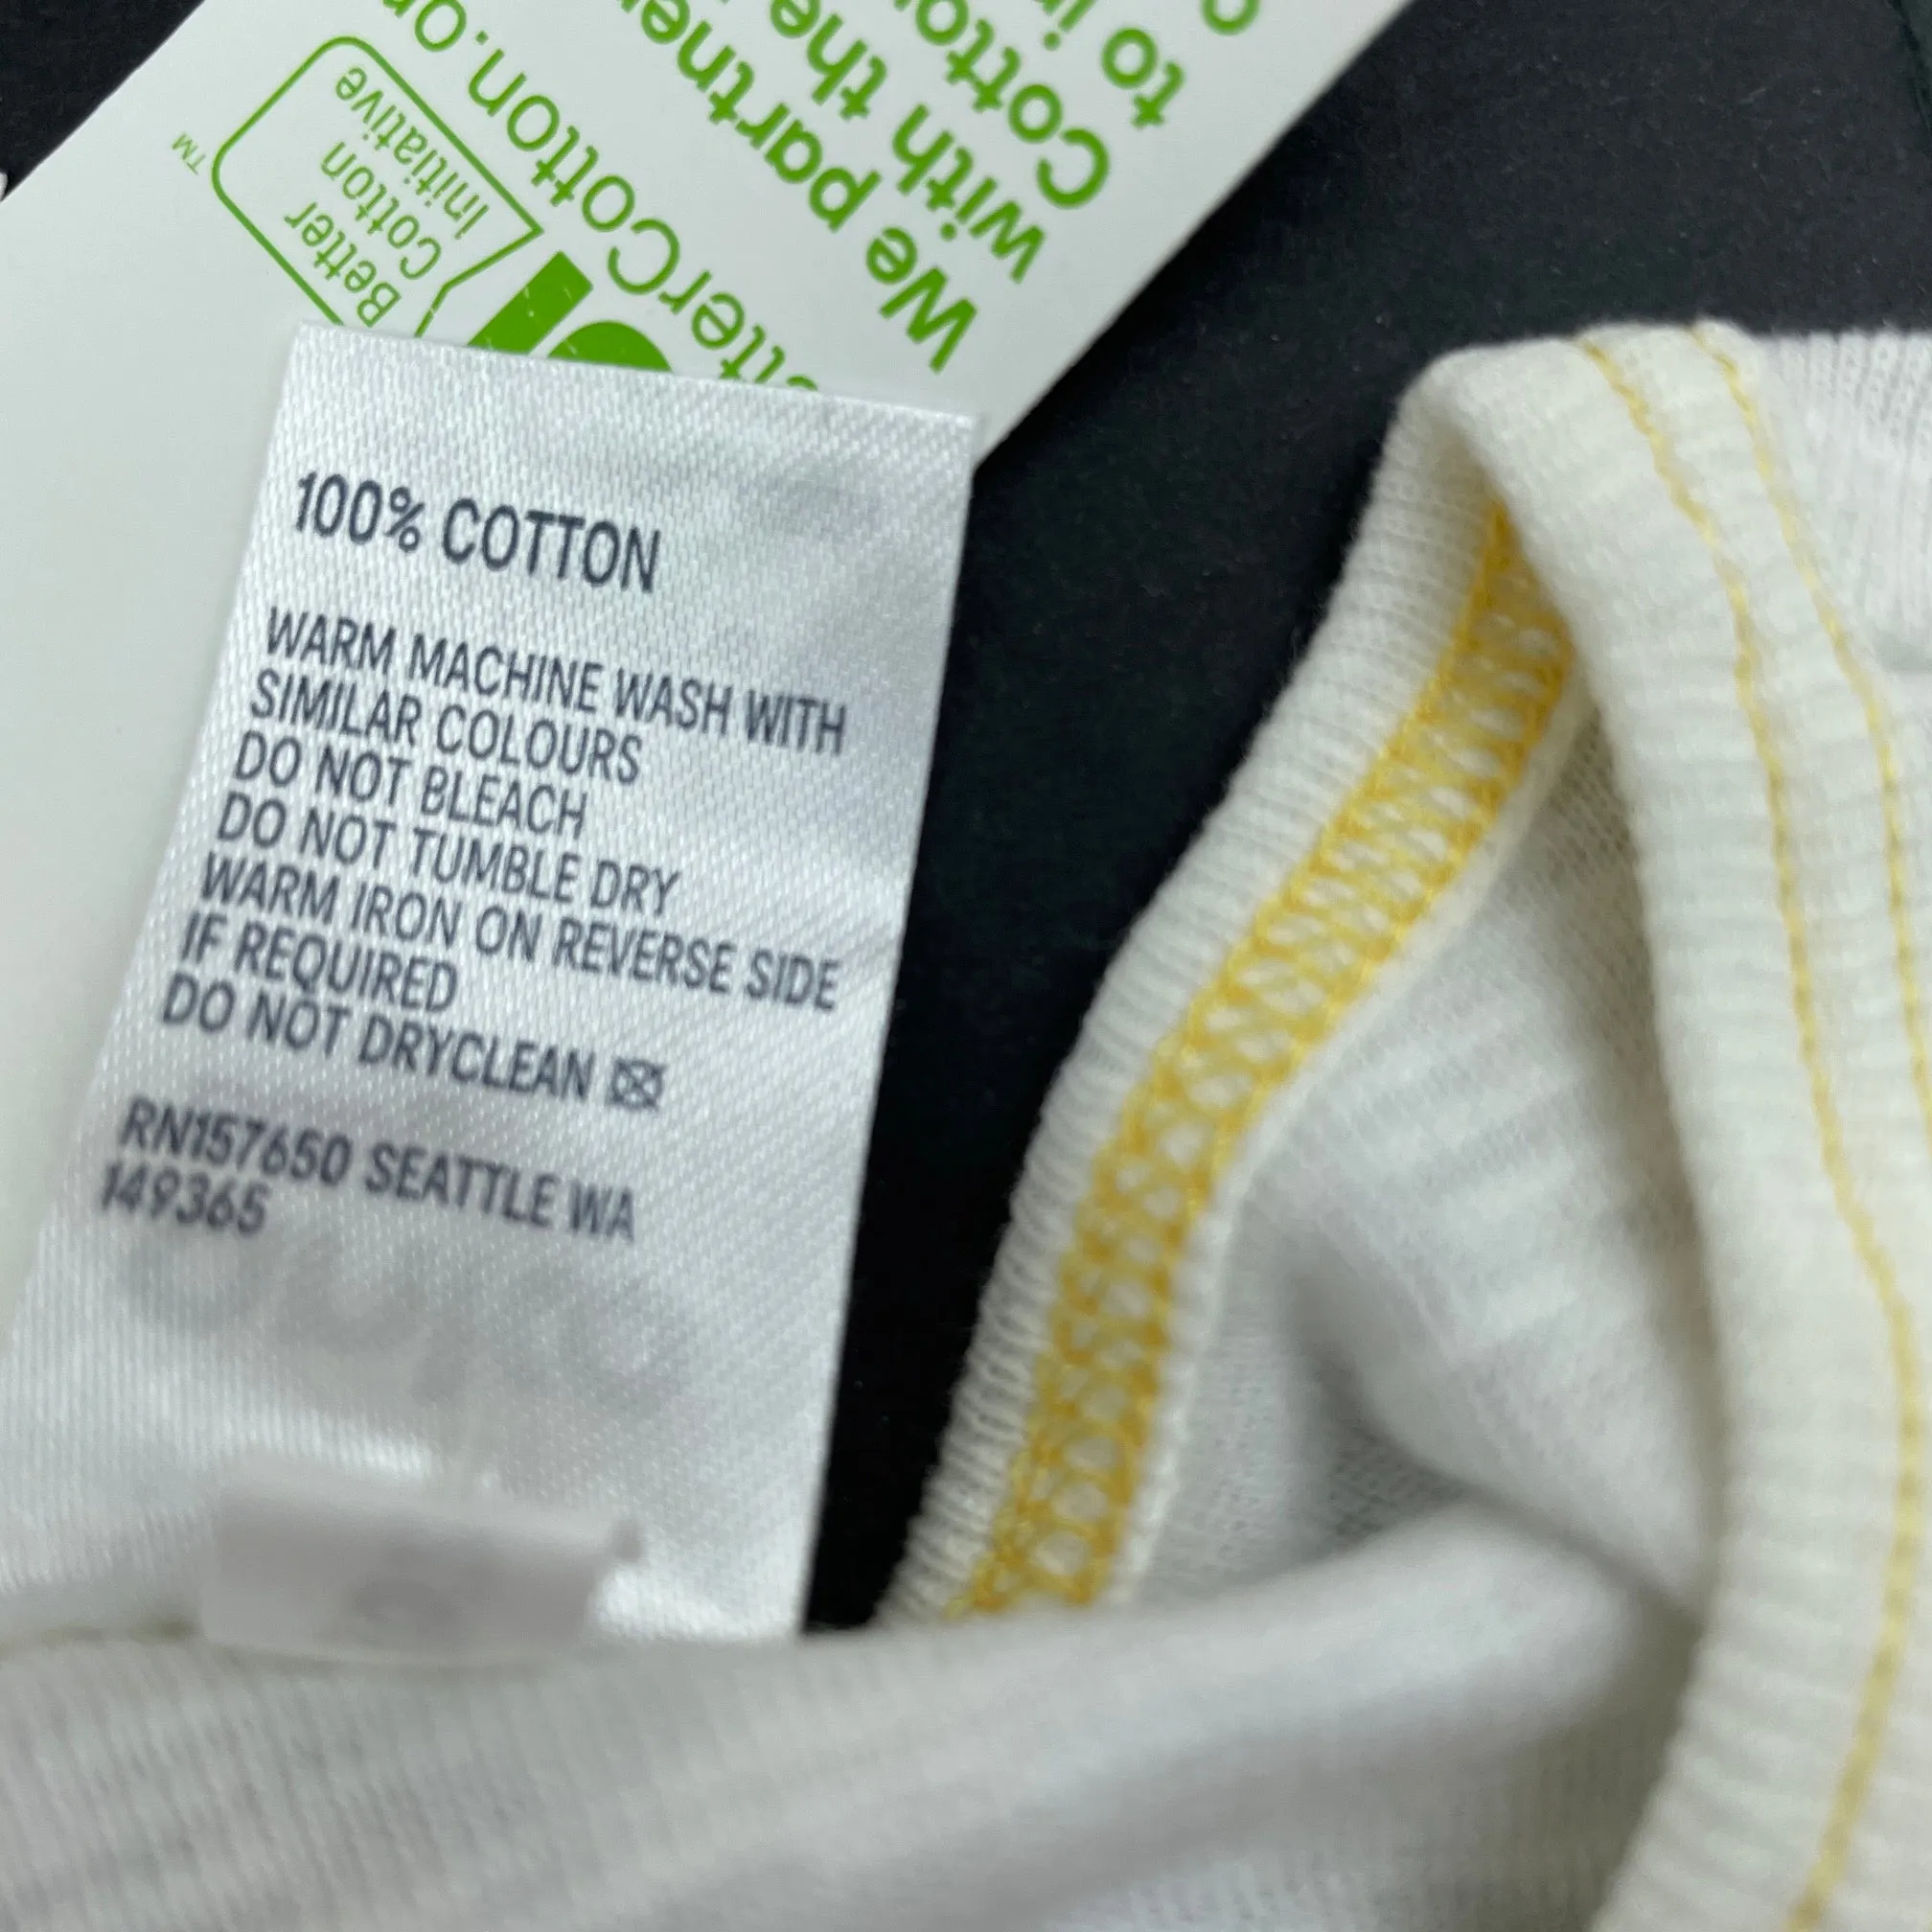 100% COTTON
WARM MACHINE WASH WITH
SIMILAR COLOURS
DO NOT BLEACH
DO NOT TUMBLE DRY
WARM IRON ON REVERSE SIDE
IF REQUIRED
DO NOT DRYCLEAN
RN157650 SEATTLE WA
149365
We partner
with the
Cotton
to
tterCotton.or
Better
Cotton
Initiative
TM